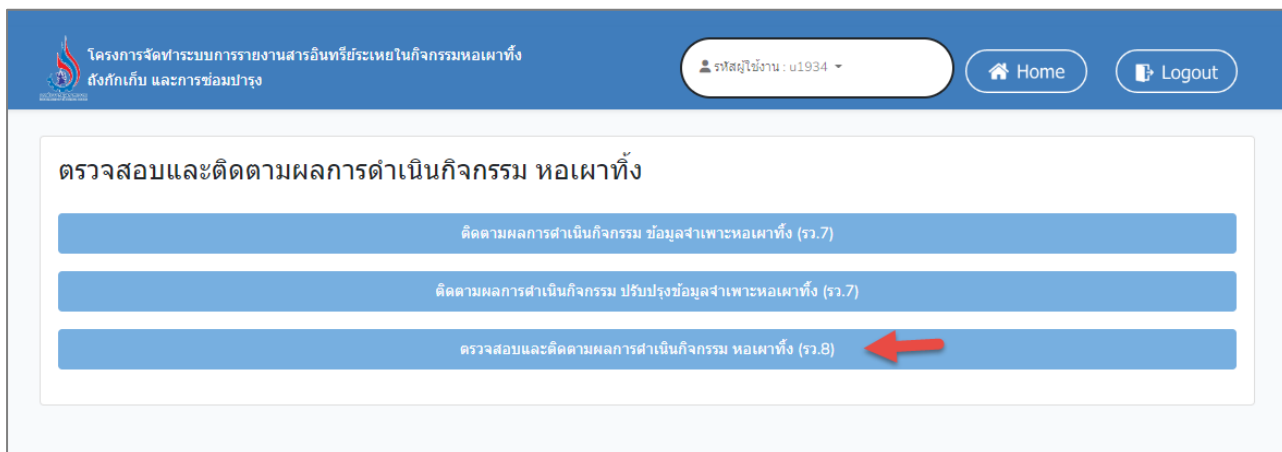 โครงการจัดทำระบบการรายงานสารอินทรีย์ระเหยในกิจกรรมหอเผาทิ้ง
ถังกักเก็บ และการซ่อมบำรุง
รหัสผู้ใช้งาน : u1934
Home
Logout
ตรวจสอบและติดตามผลการดำเนินกิจกรรม หอเผาทิ้ง
ติดตามผลการดำเนินกิจกรรม ข้อมูลจำเพาะหอเผาทิ้ง (รว.7)
ติดตามผลการดำเนินกิจกรรม ปรับปรุงข้อมูลจำเพาะหอเผาทิ้ง (รว.7)
ตรวจสอบและติดตามผลการดำเนินกิจกรรม หอเผาทิ้ง (รว.8)